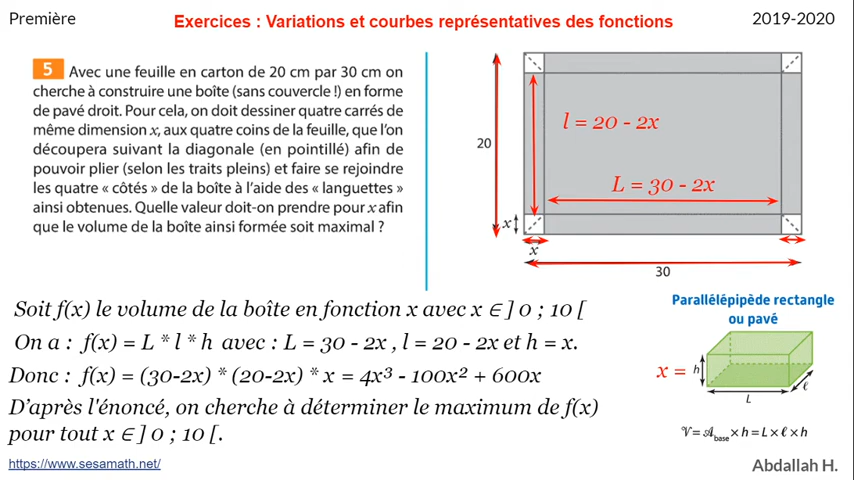 Première
Exercices : Variations et courbes représentatives des fonctions
2019-2020
5 Avec une feuille en carton de 20 cm par 30 cm on
cherche à construire une boîte (sans couvercle !) en forme
de pavé droit. Pour cela, on doit dessiner quatre carrés de
même dimension x, aux quatre coins de la feuille, que l'on
découpera suivant la diagonale (en pointillé) afin de
pouvoir plier (selon les traits pleins) et faire se rejoindre
les quatre « côtés » de la boîte à l'aide des « languettes »
ainsi obtenues. Quelle valeur doit-on prendre pour x afin
que le volume de la boîte ainsi formée soit maximal ?
l = 20 - 2x
20
L = 30 - 2x
x
x
30
Soit f(x) le volume de la boîte en fonction x avec x ∈ ] 0 ; 10 [
On a : f(x) = L * l * h avec : L = 30 - 2x , l = 20 - 2x et h = x.
Donc : f(x) = (30-2x) * (20-2x) * x = 4x³ - 100x² + 600x
D'après l'énoncé, on cherche à déterminer le maximum de f(x)
pour tout x ∈ ] 0 ; 10 [.
Parallélépipède rectangle
ou pavé
x = h
L
ℓ
𝒱 = 𝒜base × h = L × ℓ × h
https://www.sesamath.net/
Abdallah H.